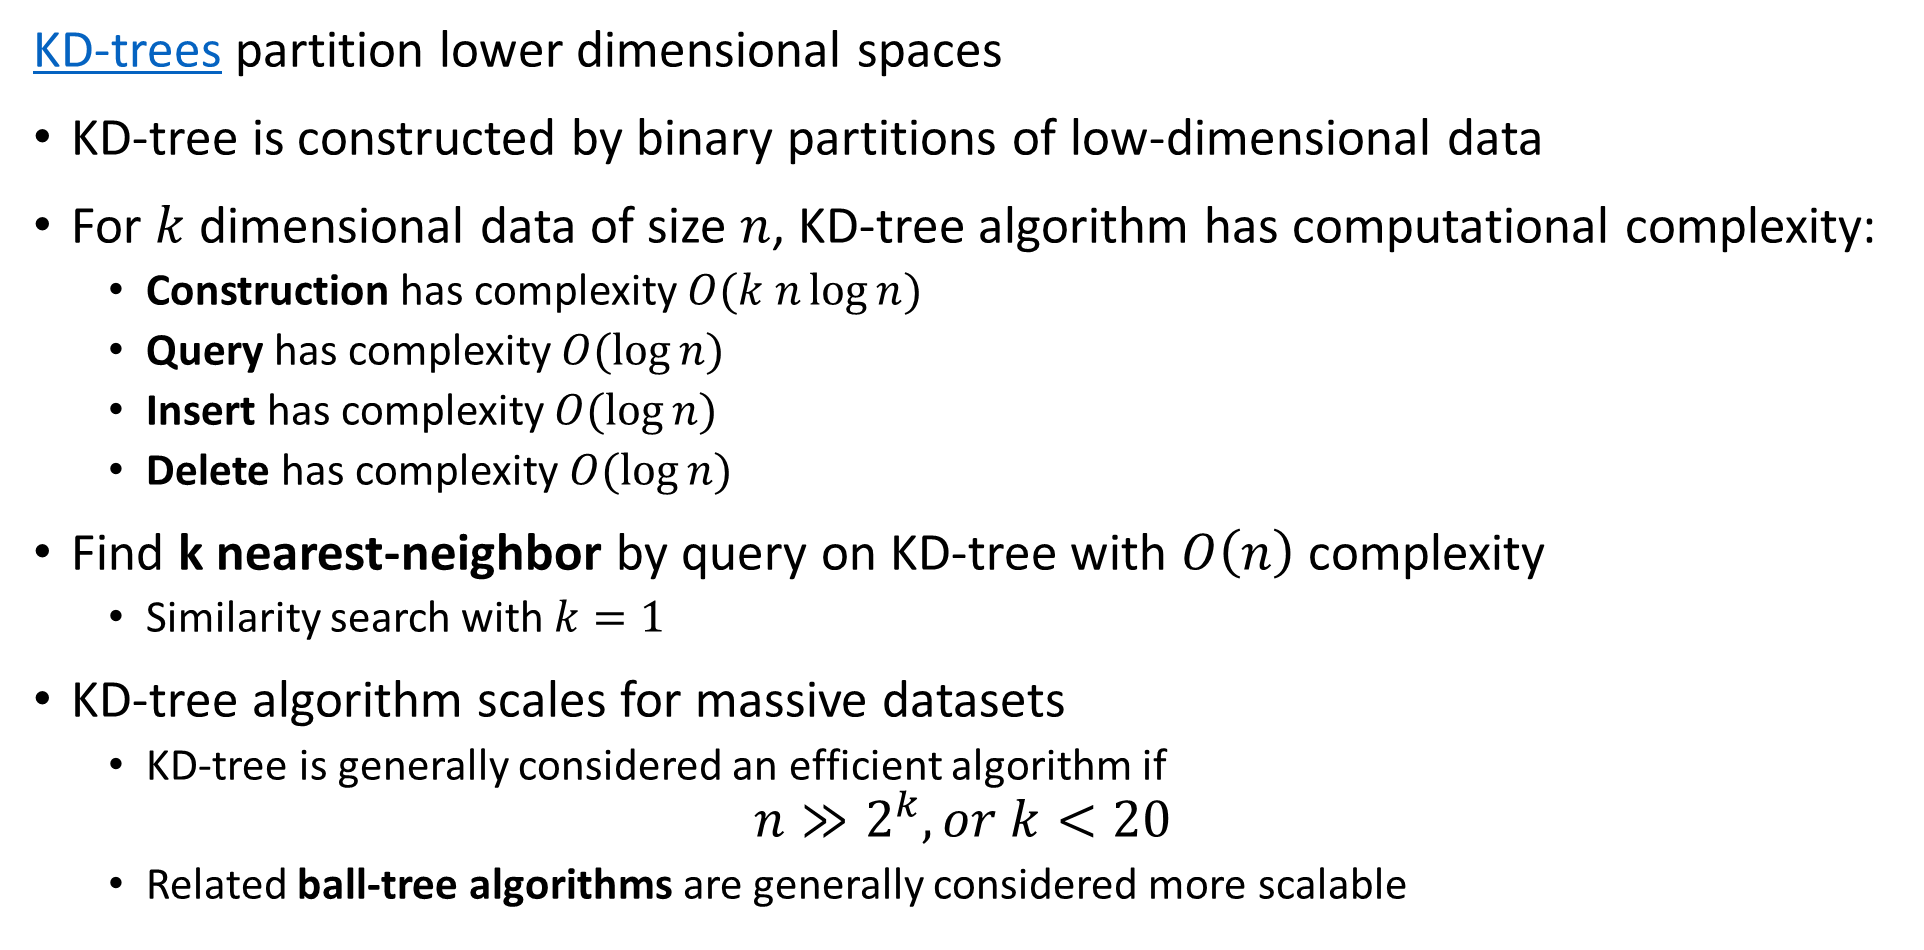 KD-trees partition lower dimensional spaces
• KD-tree is constructed by binary partitions of low-dimensional data
• For k dimensional data of size n, KD-tree algorithm has computational complexity:
• Construction has complexity O(k n log n)
• Query has complexity O(log n)
• Insert has complexity O(log n)
• Delete has complexity O(log n)
• Find k nearest-neighbor by query on KD-tree with O(n) complexity
• Similarity search with k = 1
• KD-tree algorithm scales for massive datasets
• KD-tree is generally considered an efficient algorithm if
n ≫ 2^k, or k < 20
• Related ball-tree algorithms are generally considered more scalable